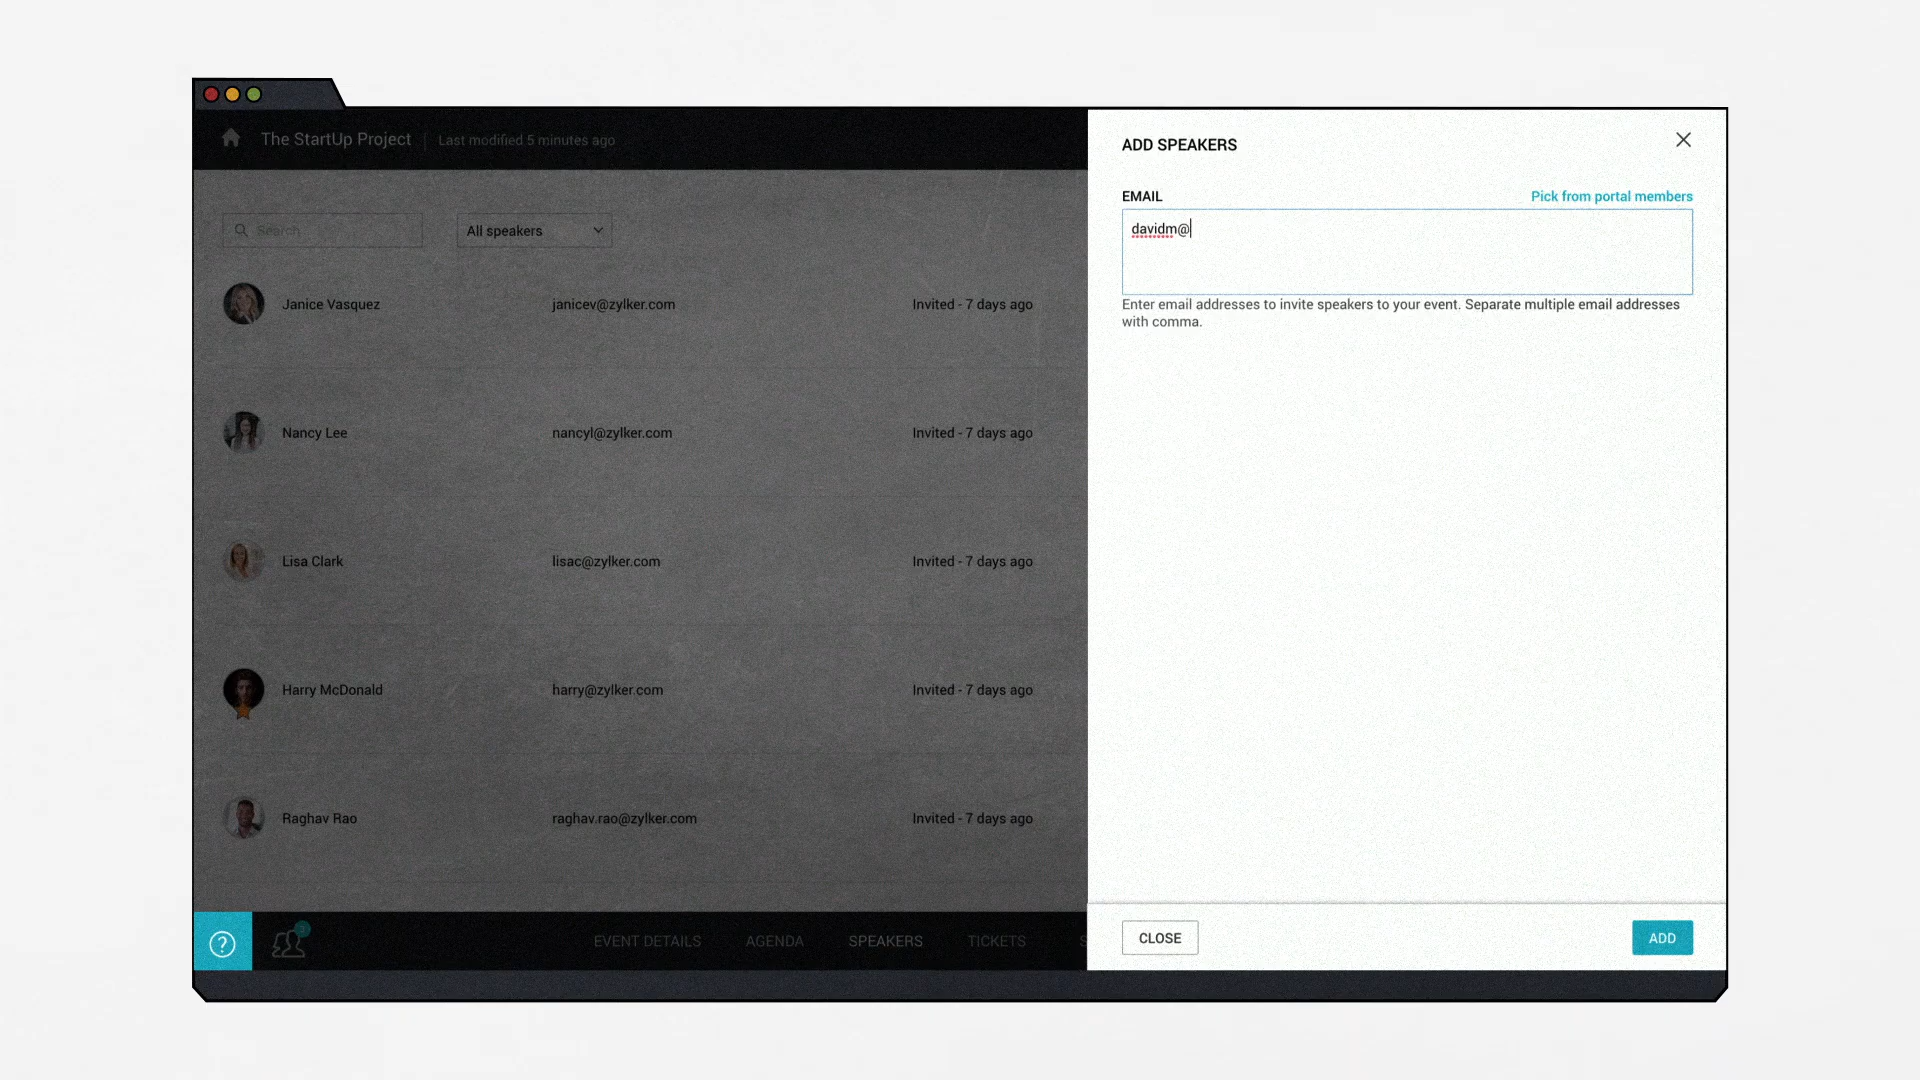 The StartUp Project | Last modified 5 minutes ago
Search
All speakers
Janice Vasquez janicev@zylker.com Invited - 7 days ago
Nancy Lee nancyl@zylker.com Invited - 7 days ago
Lisa Clark lisac@zylker.com Invited - 7 days ago
Harry McDonald harry@zylker.com Invited - 7 days ago
Raghav Rao raghav.rao@zylker.com Invited - 7 days ago
?
EVENT DETAILS AGENDA SPEAKERS TICKETS S
ADD SPEAKERS
EMAIL Pick from portal members
davidm@
Enter email addresses to invite speakers to your event. Separate multiple email addresses
with comma.
CLOSE ADD